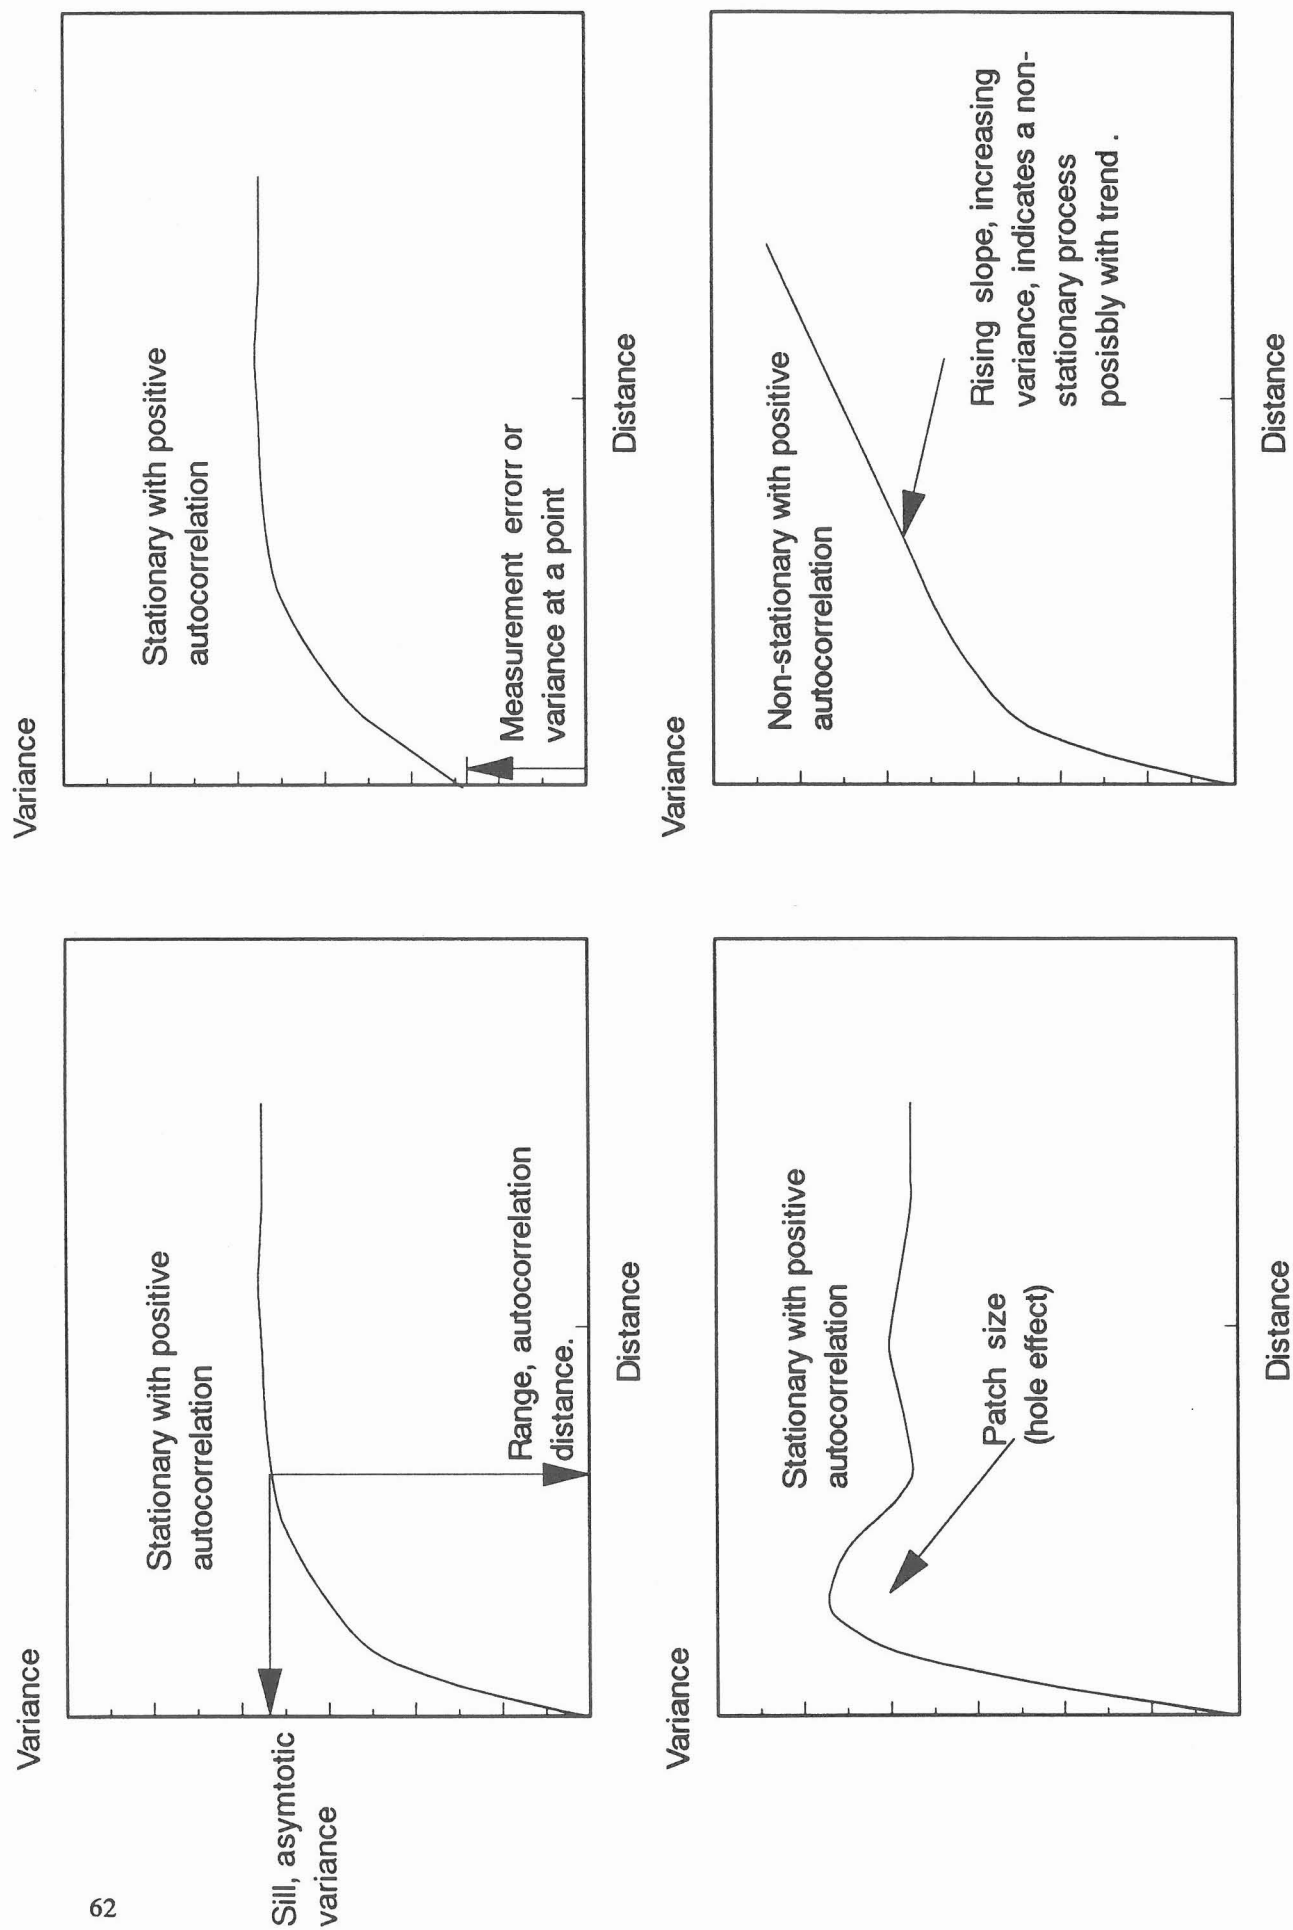 Variance
Stationary with positive
autocorrelation
Sill, asymtotic
variance
Range, autocorrelation
distance.
Distance
Variance
Stationary with positive
autocorrelation
Measurement errorr or
variance at a point
Distance
Variance
Stationary with positive
autocorrelation
Patch size
(hole effect)
Distance
Variance
Non-stationary with positive
autocorrelation
Rising slope, increasing
variance, indicates a non-
stationary process
posisbly with trend .
Distance
62